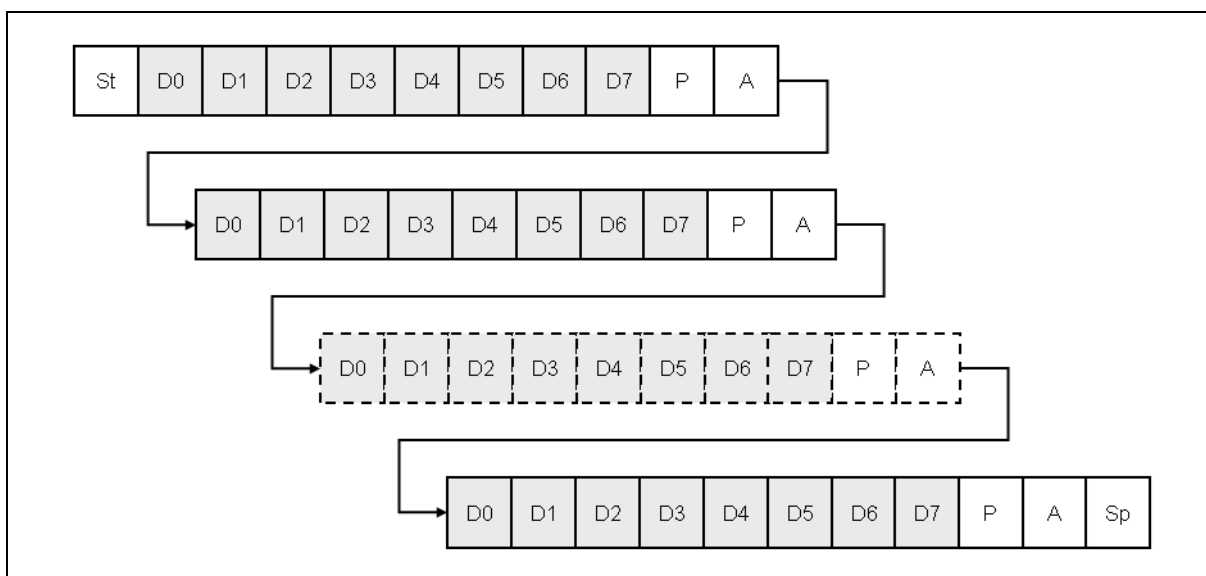 St D0 D1 D2 D3 D4 D5 D6 D7 P A
D0 D1 D2 D3 D4 D5 D6 D7 P A
D0 D1 D2 D3 D4 D5 D6 D7 P A
D0 D1 D2 D3 D4 D5 D6 D7 P A Sp